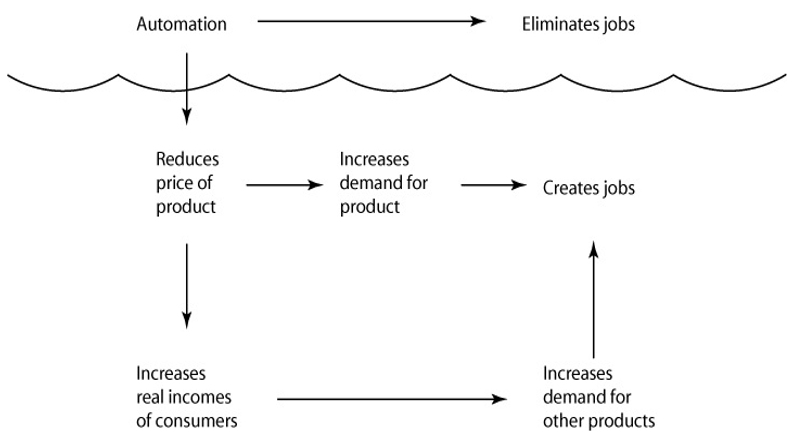 Automation
Eliminates jobs
Reduces
price of
product
Increases
demand for
product
Creates jobs
Increases
real incomes
of consumers
Increases
demand for
other products